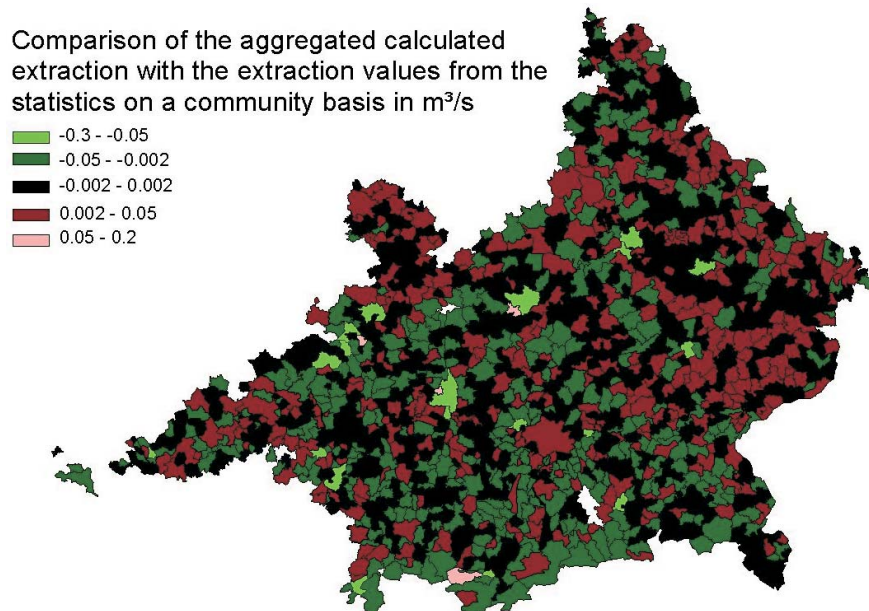 Comparison of the aggregated calculated
extraction with the extraction values from the
statistics on a community basis in m³/s
-0.3 - -0.05
-0.05 - -0.002
-0.002 - 0.002
0.002 - 0.05
0.05 - 0.2